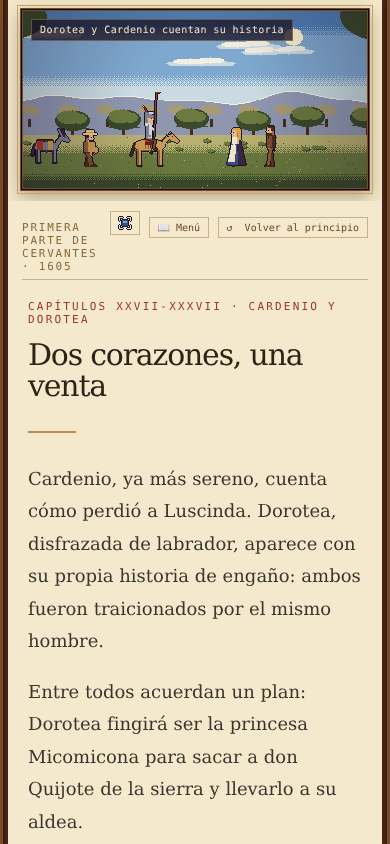 Dorotea y Cardenio cuentan su historia
PRIMERA
PARTE DE
CERVANTES
· 1605
📖 Menú
↺ Volver al principio
CAPÍTULOS XXVII-XXXVII · CARDENIO Y
DOROTEA
Dos corazones, una
venta
Cardenio, ya más sereno, cuenta
cómo perdió a Luscinda. Dorotea,
disfrazada de labrador, aparece con
su propia historia de engaño: ambos
fueron traicionados por el mismo
hombre.
Entre todos acuerdan un plan:
Dorotea fingirá ser la princesa
Micomicona para sacar a don
Quijote de la sierra y llevarlo a su
aldea.